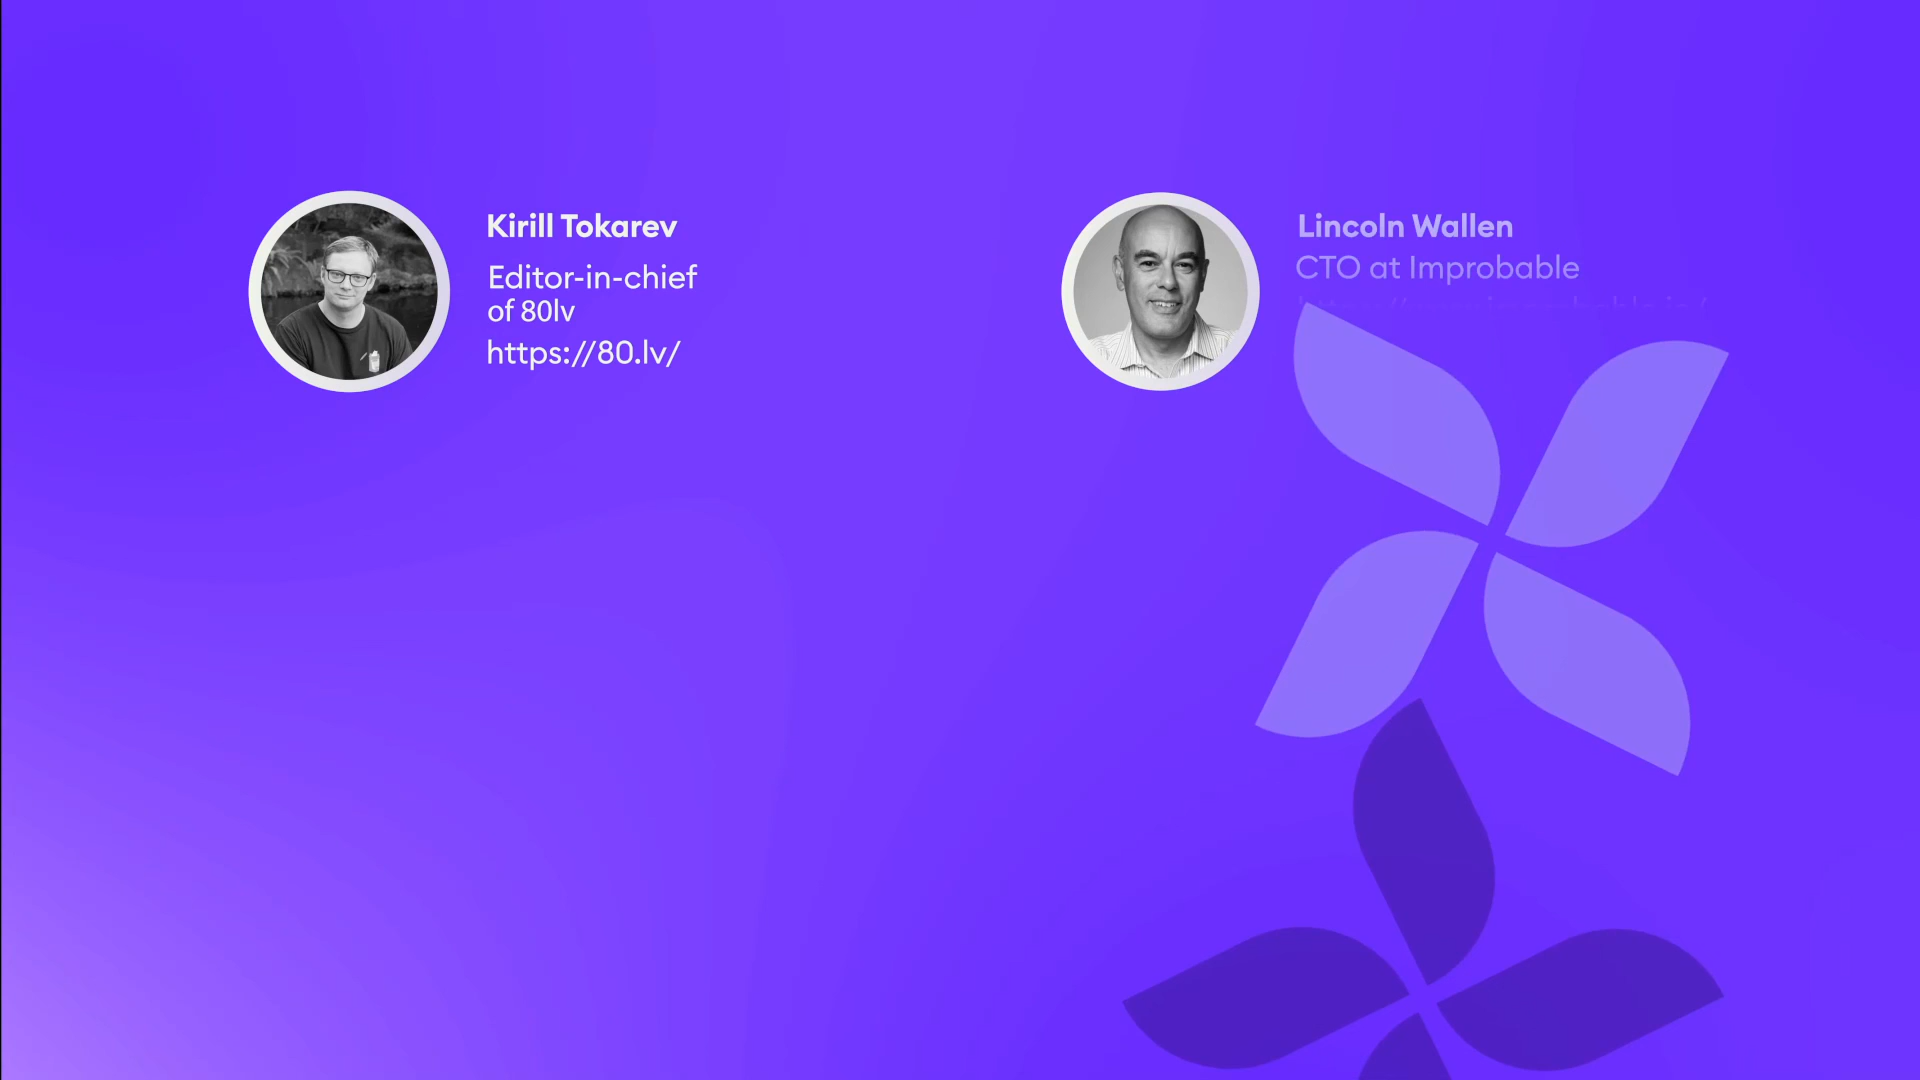 Kirill Tokarev
Editor-in-chief
of 80lv
https://80.lv/
Lincoln Wallen
CTO at Improbable